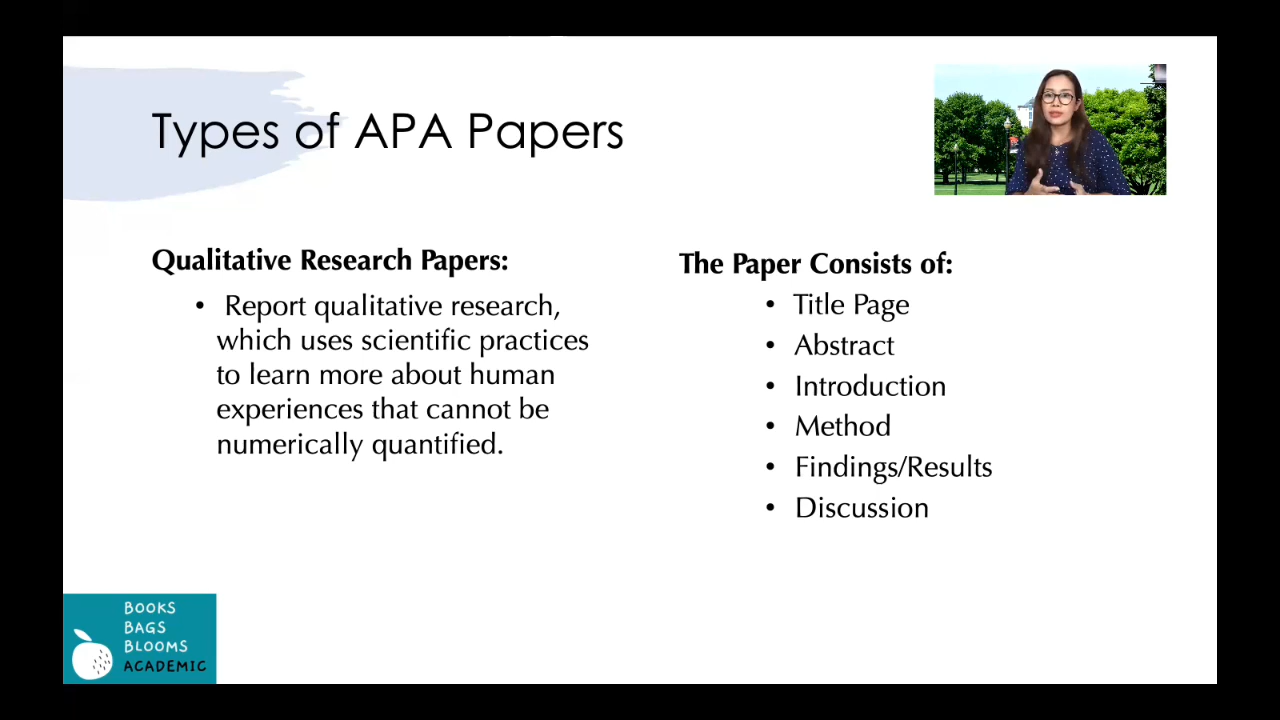 Types of APA Papers
Qualitative Research Papers:
• Report qualitative research,
which uses scientific practices
to learn more about human
experiences that cannot be
numerically quantified.
The Paper Consists of:
• Title Page
• Abstract
• Introduction
• Method
• Findings/Results
• Discussion
BOOKS
BAGS
BLOOMS
ACADEMIC